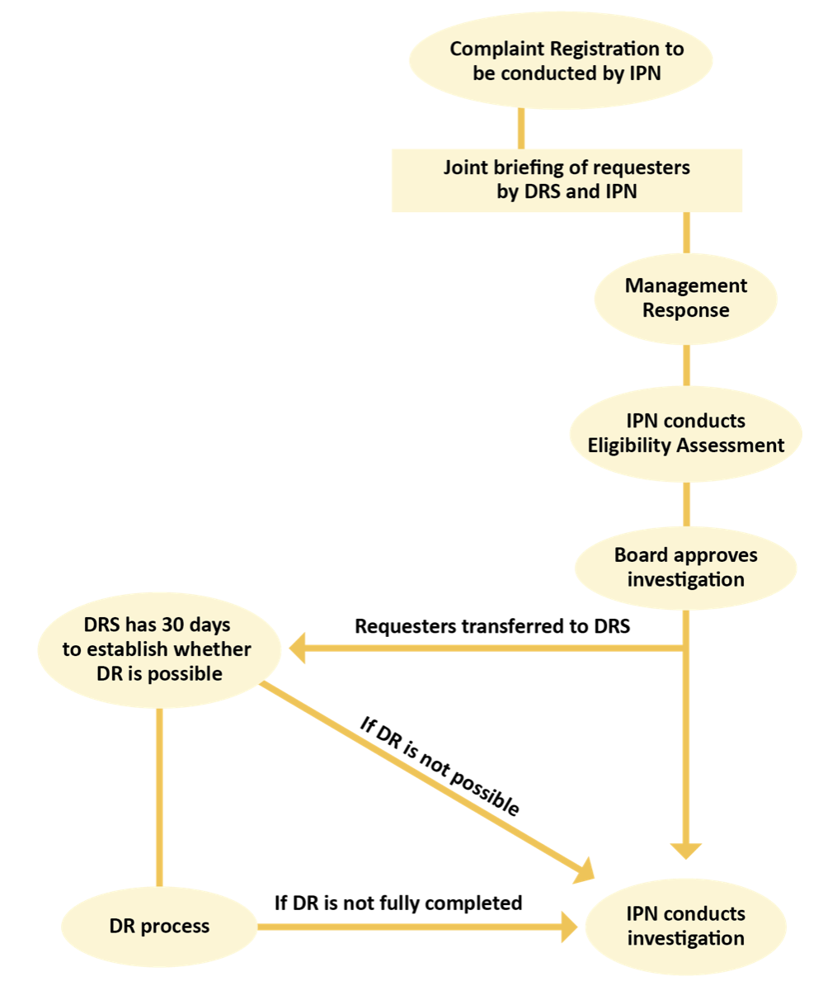 Complaint Registration to
be conducted by IPN
Joint briefing of requesters
by DRS and IPN
Management
Response
IPN conducts
Eligibility Assessment
Board approves
investigation
Requesters transferred to DRS
DRS has 30 days
to establish whether
DR is possible
If DR is not possible
If DR is not fully completed
DR process
IPN conducts
investigation